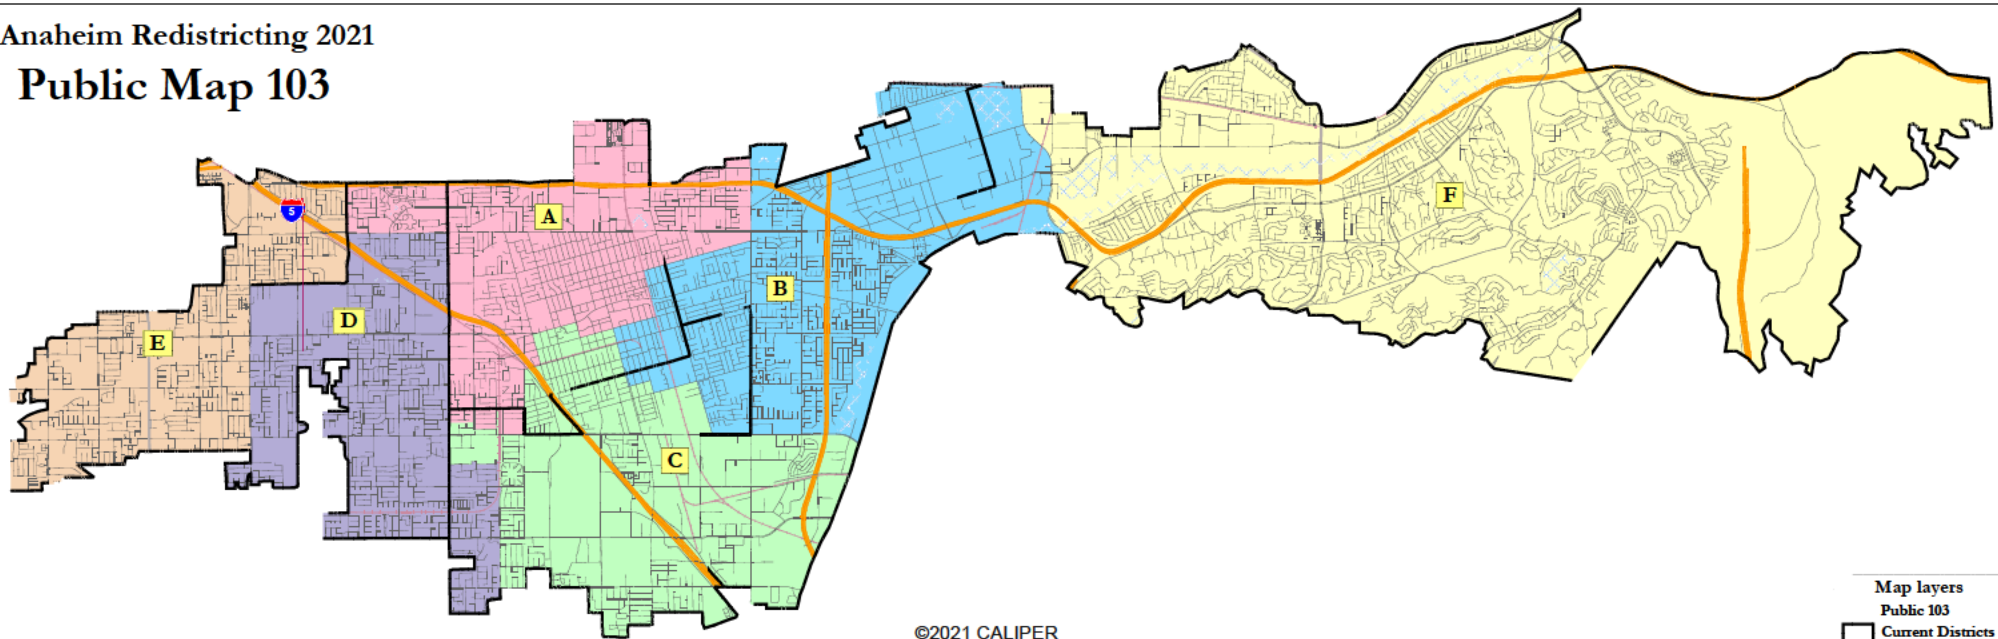 Anaheim Redistricting 2021
Public Map 103
5
A
B
C
D
E
F
©2021 CALIPER
Map layers
Public 103
Current Districts